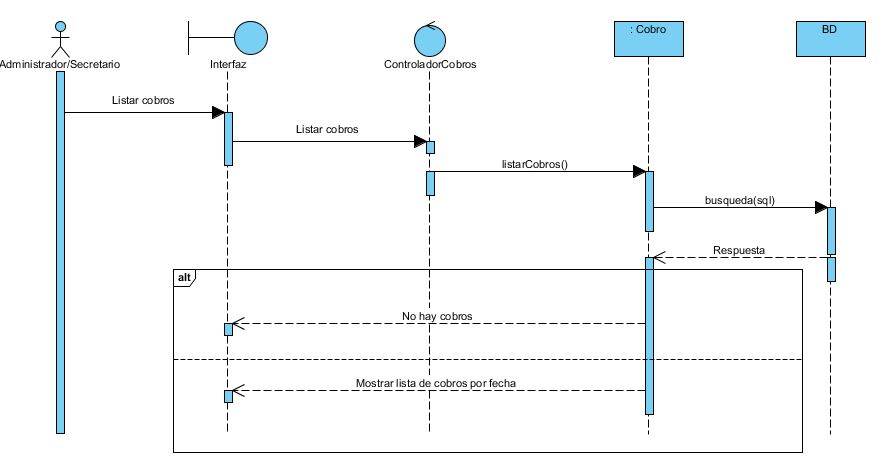 : Cobro
BD
Administrador/Secretario
Interfaz
ControladorCobros
Listar cobros
Listar cobros
listarCobros()
busqueda(sql)
Respuesta
alt
No hay cobros
Mostrar lista de cobros por fecha